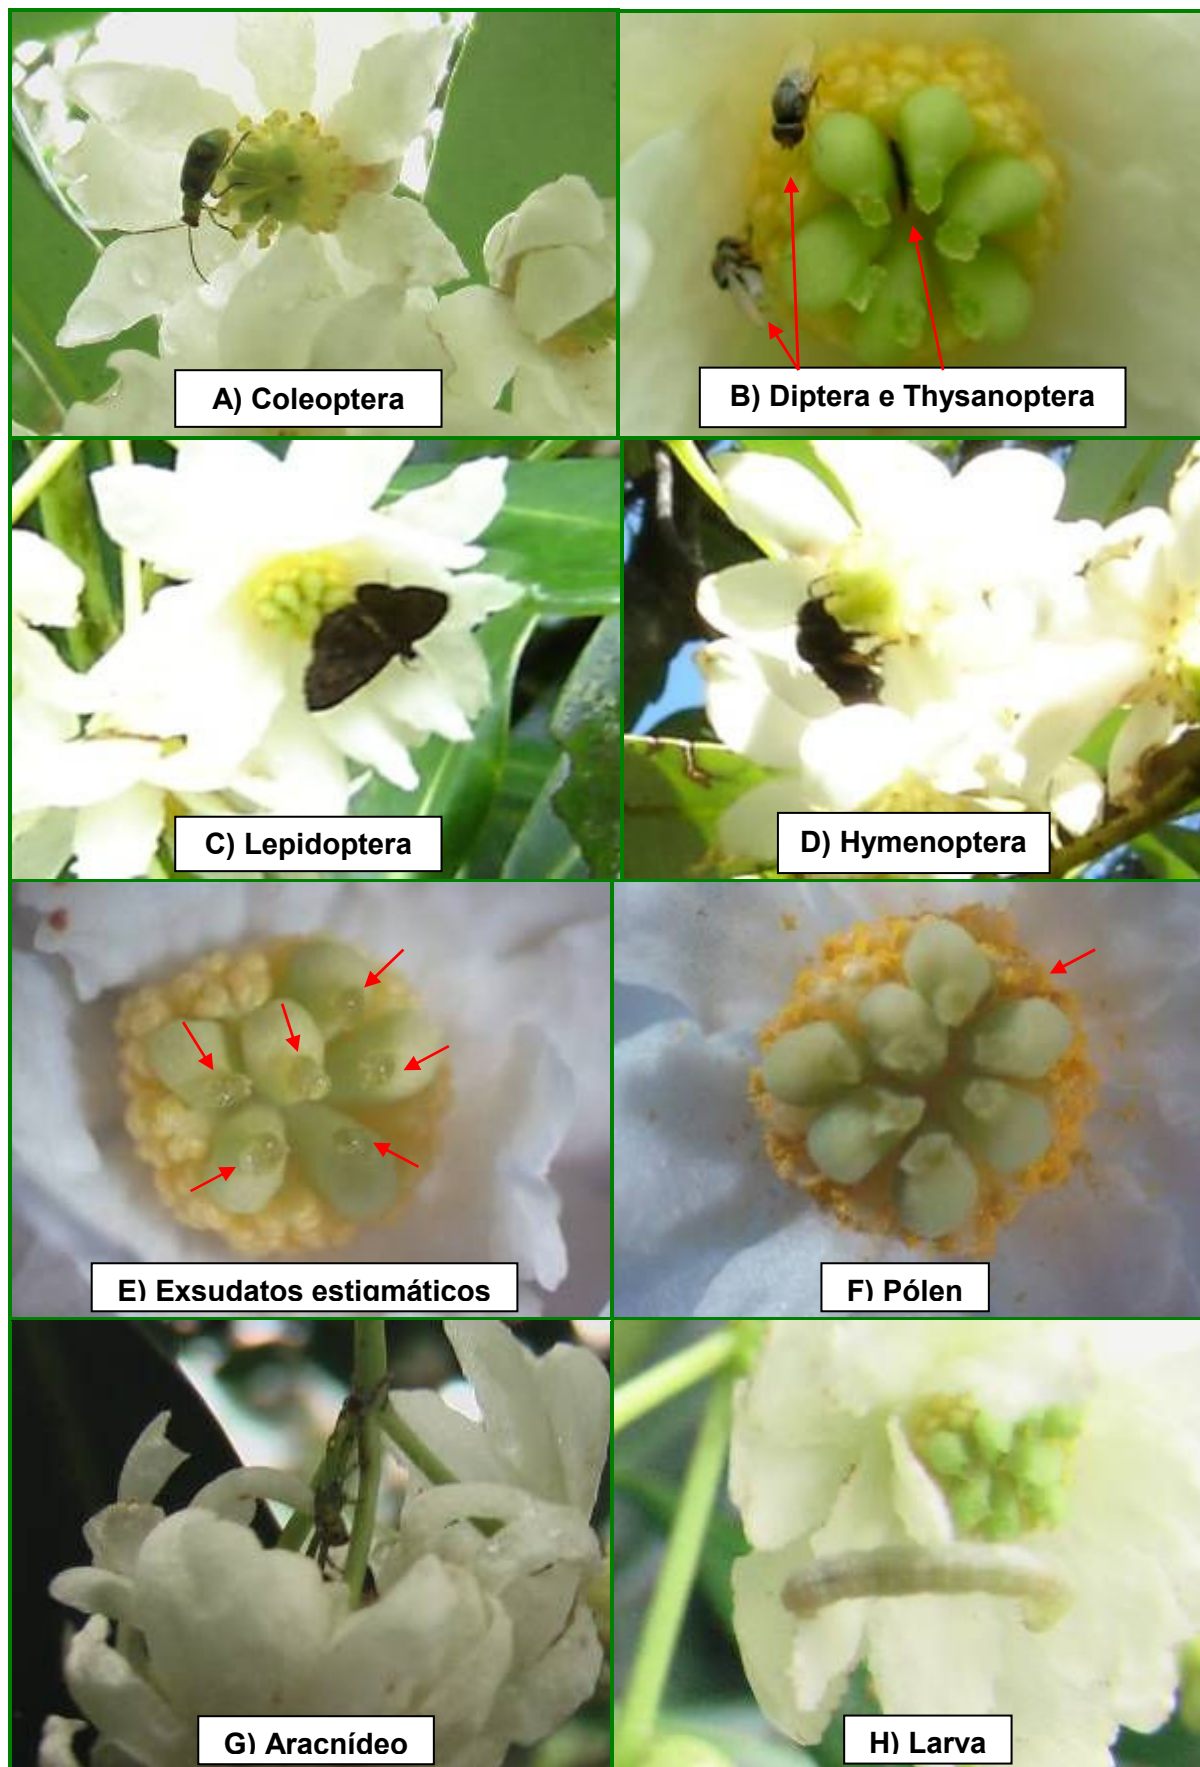 A) Coleoptera
B) Diptera e Thysanoptera
C) Lepidoptera
D) Hymenoptera
E) Exsudatos estigmáticos
F) Pólen
G) Aracnídeo
H) Larva